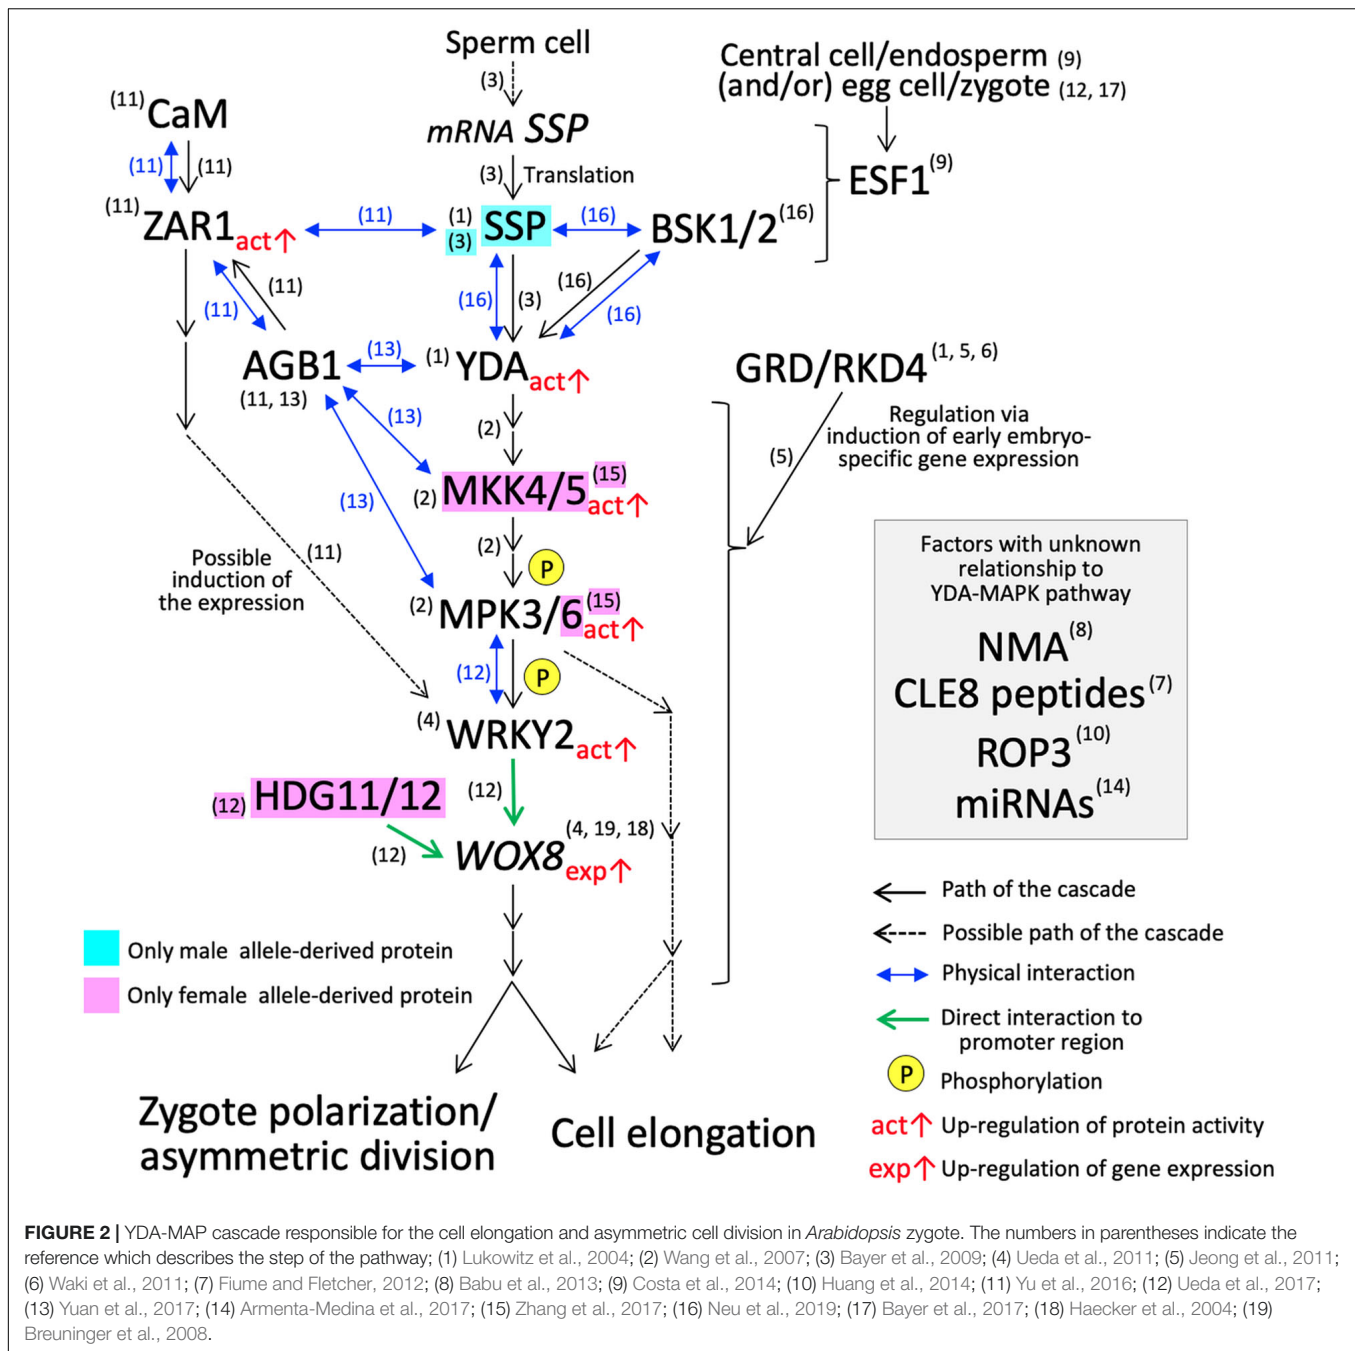 Sperm cell
(3)
mRNA SSP
(3) Translation
Central cell/endosperm (9)
(and/or) egg cell/zygote (12, 17)
ESF1(9)
(11)CaM
(11) (11)
(11)ZAR1 act↑
(11)
(1)
(3) SSP
(16)
BSK1/2(16)
(11)
(11)
(16)
(3)
(16)
(16)
AGB1
(11, 13)
(13)
(1) YDA act↑
GRD/RKD4(1, 5, 6)
Regulation via
induction of early embryo-
specific gene expression
(5)
(13)
(2)
(2) MKK4/5(15) act↑
(13)
(2)
P
Possible
induction of
the expression
(11)
(2) MPK3/6(15) act↑
(12)
P
(4) WRKY2 act↑
(12) HDG11/12
(12)
(12)
WOX8(4, 19, 18) exp↑
Factors with unknown
relationship to
YDA-MAPK pathway
NMA(8)
CLE8 peptides(7)
ROP3(10)
miRNAs(14)
Only male allele-derived protein
Only female allele-derived protein
Path of the cascade
Possible path of the cascade
Physical interaction
Direct interaction to
promoter region
P Phosphorylation
act↑ Up-regulation of protein activity
exp↑ Up-regulation of gene expression
Zygote polarization/
asymmetric division
Cell elongation
FIGURE 2 | YDA-MAP cascade responsible for the cell elongation and asymmetric cell division in Arabidopsis zygote. The numbers in parentheses indicate the
reference which describes the step of the pathway; (1) Lukowitz et al., 2004; (2) Wang et al., 2007; (3) Bayer et al., 2009; (4) Ueda et al., 2011; (5) Jeong et al., 2011;
(6) Waki et al., 2011; (7) Fiume and Fletcher, 2012; (8) Babu et al., 2013; (9) Costa et al., 2014; (10) Huang et al., 2014; (11) Yu et al., 2016; (12) Ueda et al., 2017;
(13) Yuan et al., 2017; (14) Armenta-Medina et al., 2017; (15) Zhang et al., 2017; (16) Neu et al., 2019; (17) Bayer et al., 2017; (18) Haecker et al., 2004; (19)
Breuninger et al., 2008.